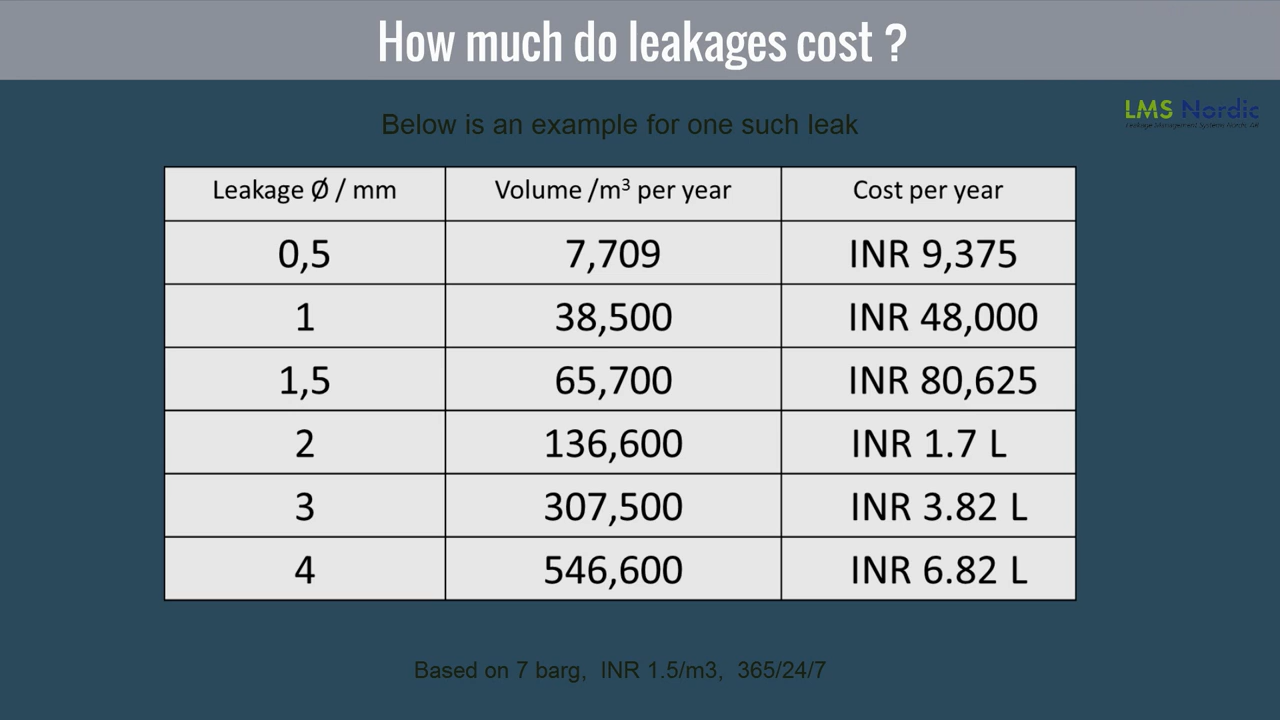 How much do leakages cost ?
LMS Nordic
Below is an example for one such leak
Leakage Ø / mm Volume /m³ per year Cost per year
0,5 7,709 INR 9,375
1 38,500 INR 48,000
1,5 65,700 INR 80,625
2 136,600 INR 1.7 L
3 307,500 INR 3.82 L
4 546,600 INR 6.82 L
Based on 7 barg, INR 1.5/m3, 365/24/7